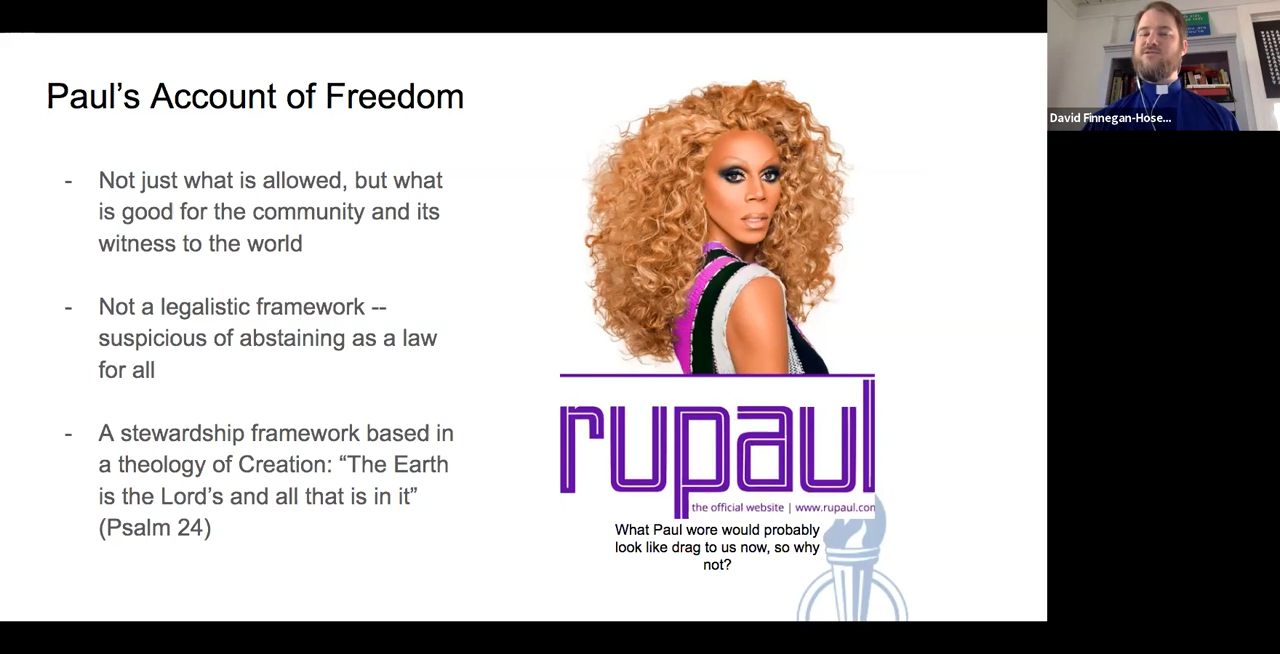 Paul’s Account of Freedom
- Not just what is allowed, but what
is good for the community and its
witness to the world
- Not a legalistic framework --
suspicious of abstaining as a law
for all
- A stewardship framework based in
a theology of Creation: “The Earth
is the Lord’s and all that is in it”
(Psalm 24)
rupaul
the official website | www.rupaul.con
What Paul wore would probably
look like drag to us now, so why
not?
David Finnegan-Hose...